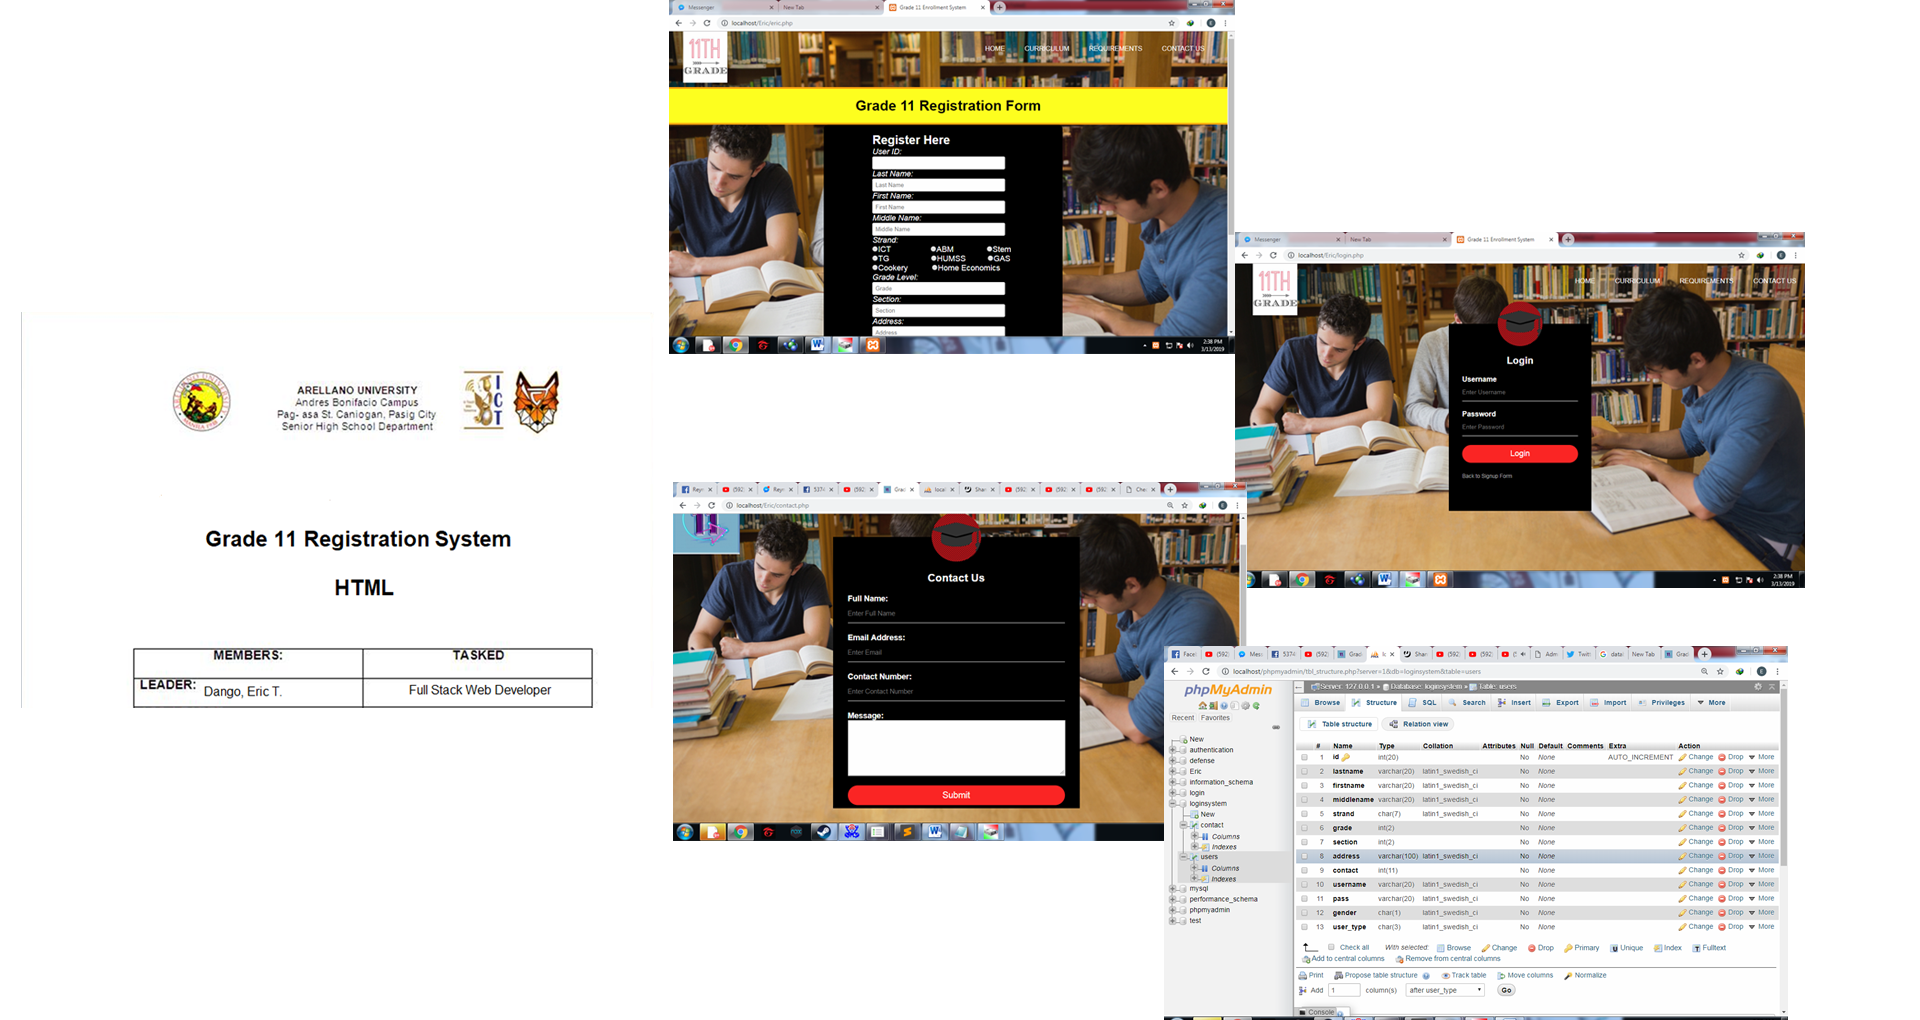 Messenger
New Tab
Grade 11 Enrollment System
localhost/Eric/eric.php
11TH
GRADE
HOME CURRICULUM REQUIREMENTS CONTACT US
Grade 11 Registration Form
Register Here
User ID:
Last Name:
Last Name
First Name:
First Name
Middle Name:
Middle Name
Strand:
ICT ABM Stem
TG HUMSS GAS
Cookery Home Economics
Grade Level:
Grade
Section:
Section
Address:
Address
2:38 PM
3/13/2019
Messenger
New Tab
Grade 11 Enrollment System
localhost/Eric/login.php
11TH
GRADE
HOME CURRICULUM REQUIREMENTS CONTACT US
Login
Username
Enter Username
Password
Enter Password
Login
Back to Signup Form
2:38 PM
3/13/2019
ARELLANO UNIVERSITY
Andres Bonifacio Campus
Pag- asa St. Caniogan, Pasig City
Senior High School Department
ICT
Grade 11 Registration System
HTML
MEMBERS: TASKED
LEADER: Dango, Eric T. Full Stack Web Developer
localhost/Eric/contact.php
Contact Us
Full Name:
Enter Full Name
Email Address:
Enter Email
Contact Number:
Enter Contact Number
Message:
Submit
localhost/phpmyadmin/tbl_structure.php?server=1&db=loginsystem&table=users
phpMyAdmin
Recent Favorites
New
authentication
defense
Eric
information_schema
login
loginsystem
New
contact
Columns
Indexes
users
Columns
Indexes
mysql
performance_schema
phpmyadmin
test
Server: 127.0.0.1 » Database: loginsystem » Table: users
Browse Structure SQL Search Insert Export Import Privileges More
Table structure Relation view
# Name Type Collation Attributes Null Default Comments Extra Action
1 id int(20) No None AUTO_INCREMENT Change Drop More
2 lastname varchar(20) latin1_swedish_ci No None Change Drop More
3 firstname varchar(20) latin1_swedish_ci No None Change Drop More
4 middlename varchar(20) latin1_swedish_ci No None Change Drop More
5 strand char(7) latin1_swedish_ci No None Change Drop More
6 grade int(2) No None Change Drop More
7 section int(2) No None Change Drop More
8 address varchar(100) latin1_swedish_ci No None Change Drop More
9 contact int(11) No None Change Drop More
10 username varchar(20) latin1_swedish_ci No None Change Drop More
11 pass varchar(20) latin1_swedish_ci No None Change Drop More
12 gender char(1) latin1_swedish_ci No None Change Drop More
13 user_type char(3) latin1_swedish_ci No None Change Drop More
Check all With selected: Browse Change Drop Primary Unique Index Fulltext
Add to central columns Remove from central columns
Print Propose table structure Track table Move columns Normalize
Add 1 column(s) after user_type Go
Console